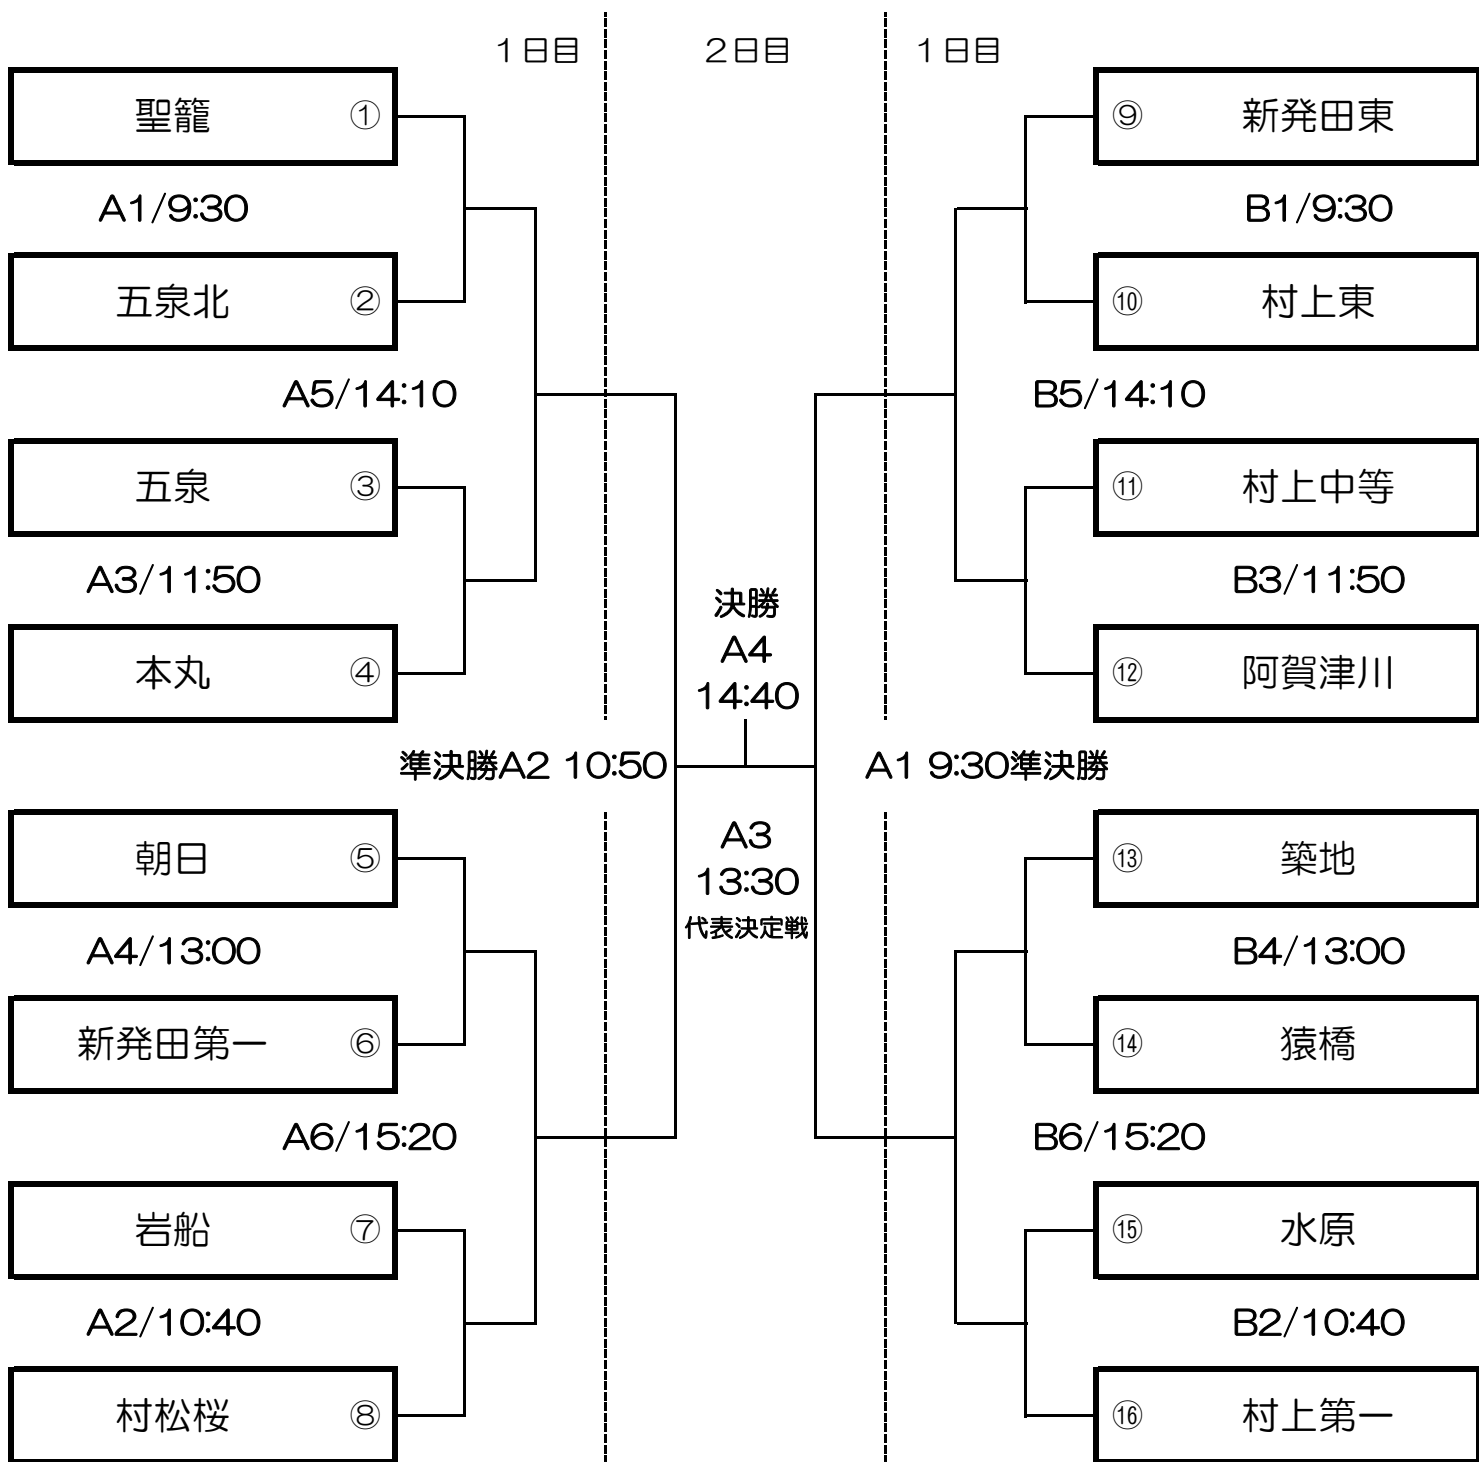 1日目
2日目
1日目
聖籠 ①
⑨ 新発田東
A1/9:30
B1/9:30
五泉北 ②
⑩ 村上東
A5/14:10
B5/14:10
五泉 ③
⑪ 村上中等
A3/11:50
B3/11:50
決勝
A4
14:40
本丸 ④
⑫ 阿賀津川
準決勝A2 10:50
A1 9:30準決勝
A3
13:30
代表決定戦
朝日 ⑤
⑬ 築地
A4/13:00
B4/13:00
新発田第一 ⑥
⑭ 猿橋
A6/15:20
B6/15:20
岩船 ⑦
⑮ 水原
A2/10:40
B2/10:40
村松桜 ⑧
⑯ 村上第一